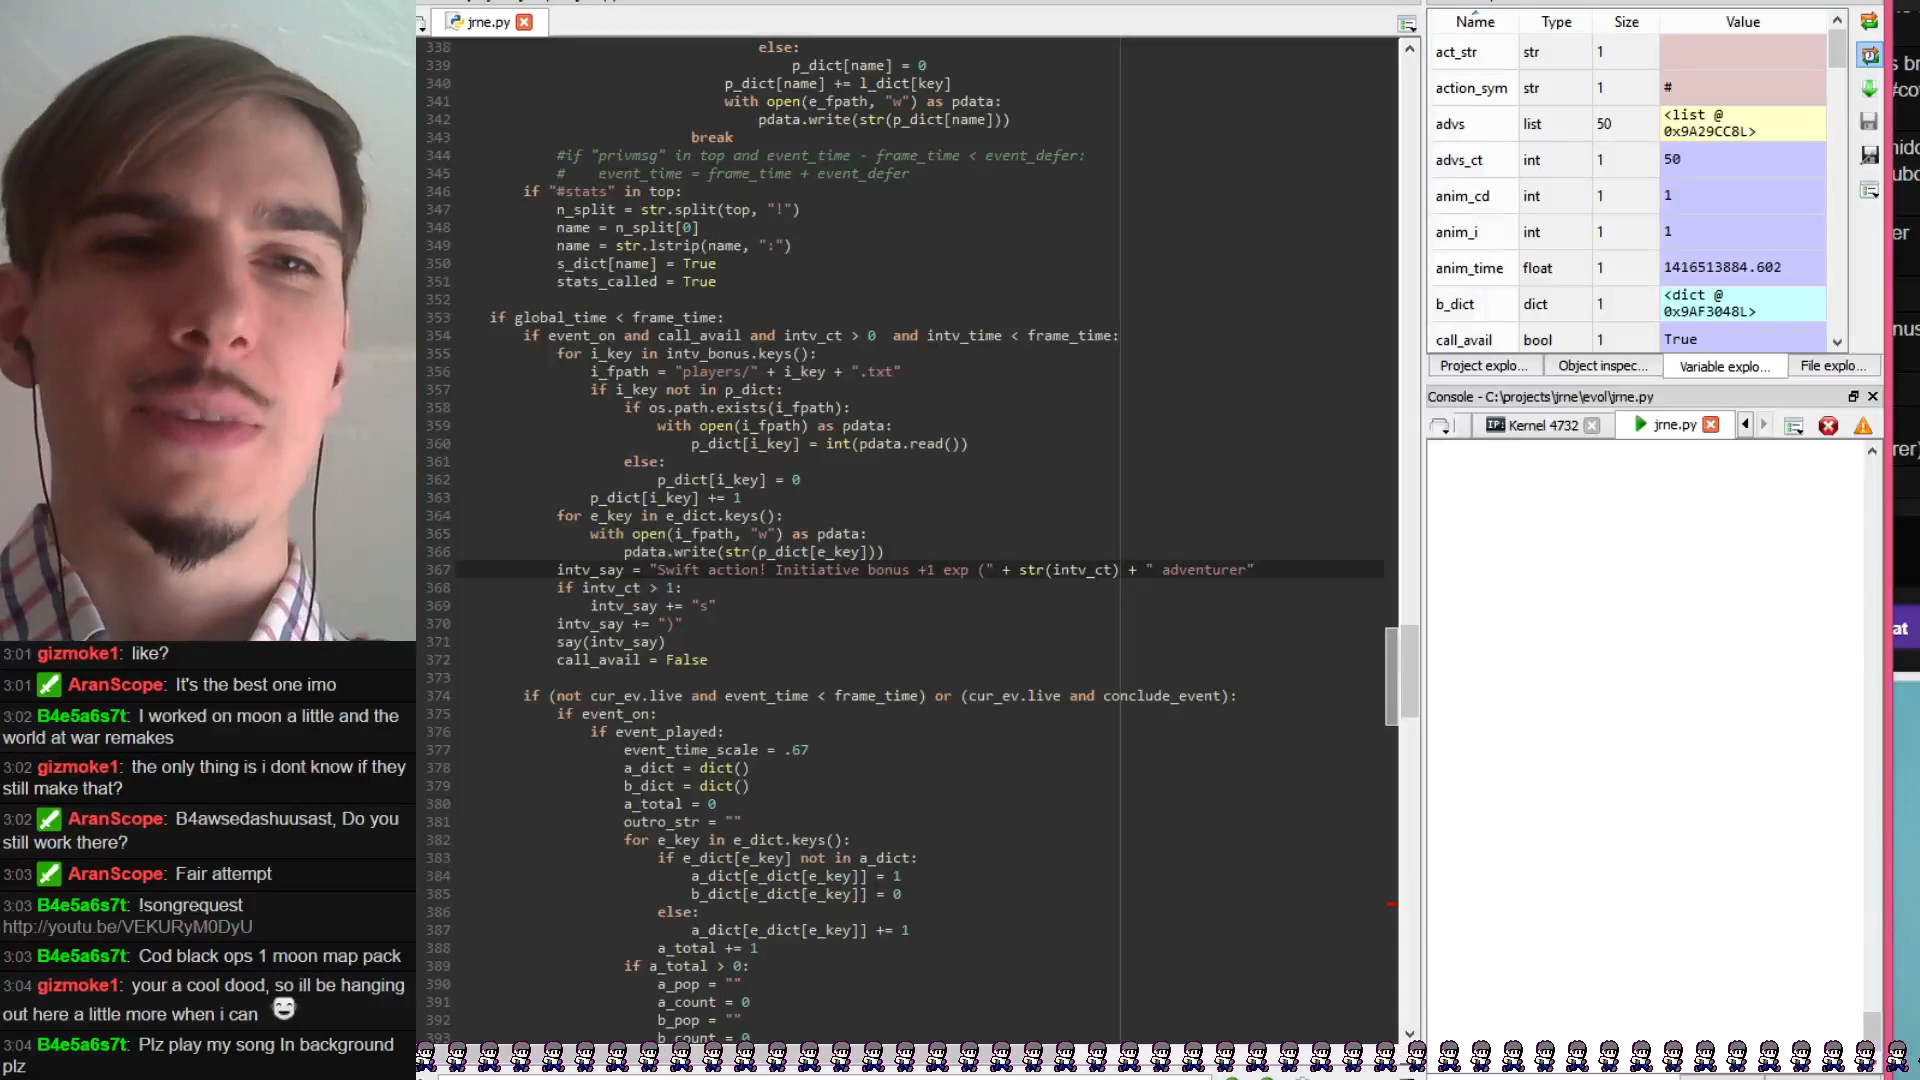 jrne.py
338 else:
339 p_dict[name] = 0
340 p_dict[name] += l_dict[key]
341 with open(e_fpath, "w") as pdata:
342 pdata.write(str(p_dict[name]))
343 break
344 #if "privmsg" in top and event_time - frame_time < event_defer:
345 #    event_time = frame_time + event_defer
346 if "#stats" in top:
347 n_split = str.split(top, "!")
348 name = n_split[0]
349 name = str.lstrip(name, ":")
350 s_dict[name] = True
351 stats_called = True
352
353 if global_time < frame_time:
354 if event_on and call_avail and intv_ct > 0  and intv_time < frame_time:
355 for i_key in intv_bonus.keys():
356 i_fpath = "players/" + i_key + ".txt"
357 if i_key not in p_dict:
358 if os.path.exists(i_fpath):
359 with open(i_fpath) as pdata:
360 p_dict[i_key] = int(pdata.read())
361 else:
362 p_dict[i_key] = 0
363 p_dict[i_key] += 1
364 for e_key in e_dict.keys():
365 with open(i_fpath, "w") as pdata:
366 pdata.write(str(p_dict[e_key]))
367 intv_say = "Swift action! Initiative bonus +1 exp (" + str(intv_ct) + " adventurer"
368 if intv_ct > 1:
369 intv_say += "s"
370 intv_say += ")"
371 say(intv_say)
372 call_avail = False
373
374 if (not cur_ev.live and event_time < frame_time) or (cur_ev.live and conclude_event):
375 if event_on:
376 if event_played:
377 event_time_scale = .67
378 a_dict = dict()
379 b_dict = dict()
380 a_total = 0
381 outro_str = ""
382 for e_key in e_dict.keys():
383 if e_dict[e_key] not in a_dict:
384 a_dict[e_dict[e_key]] = 1
385 b_dict[e_dict[e_key]] = 0
386 else:
387 a_dict[e_dict[e_key]] += 1
388 a_total += 1
389 if a_total > 0:
390 a_pop = ""
391 a_count = 0
392 b_pop = ""
393 b_count = 0
Name Type Size Value
act_str str 1
action_sym str 1 #
advs list 50 <list @
0x9A29CC8L>
advs_ct int 1 50
anim_cd int 1 1
anim_i int 1 1
anim_time float 1 1416513884.602
b_dict dict 1 <dict @
0x9AF3048L>
call_avail bool 1 True
Project explo... Object inspec... Variable explo... File explo...
Console - C:\projects\jrne\evol\jrne.py
IP: Kernel 4732 jrne.py
3:01 gizmoke1: like?
3:01 AranScope: It's the best one imo
3:02 B4e5a6s7t: I worked on moon a little and the
world at war remakes
3:02 gizmoke1: the only thing is i dont know if they
still make that?
3:02 AranScope: B4awsedashuusast, Do you
still work there?
3:03 AranScope: Fair attempt
3:03 B4e5a6s7t: !songrequest
http://youtu.be/VEKURyM0DyU
3:03 B4e5a6s7t: Cod black ops 1 moon map pack
3:04 gizmoke1: your a cool dood, so ill be hanging
out here a little more when i can
3:04 B4e5a6s7t: Plz play my song In background
plz